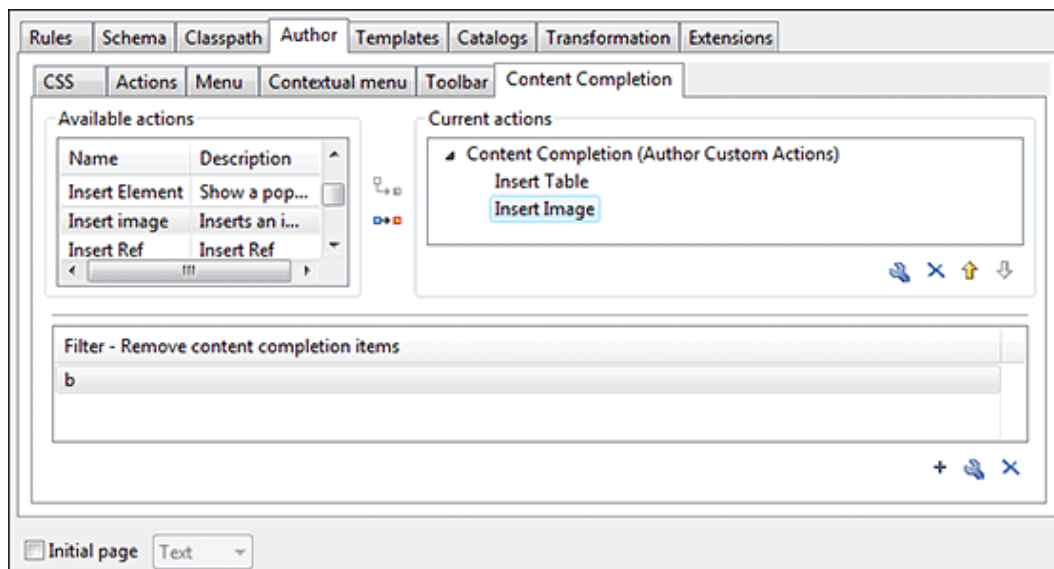 Rules Schema Classpath Author Templates Catalogs Transformation Extensions
CSS Actions Menu Contextual menu Toolbar Content Completion
Available actions
Name Description
Insert Element Show a pop...
Insert image Inserts an i...
Insert Ref Insert Ref
Current actions
Content Completion (Author Custom Actions)
Insert Table
Insert Image
Filter - Remove content completion items
b
Initial page Text